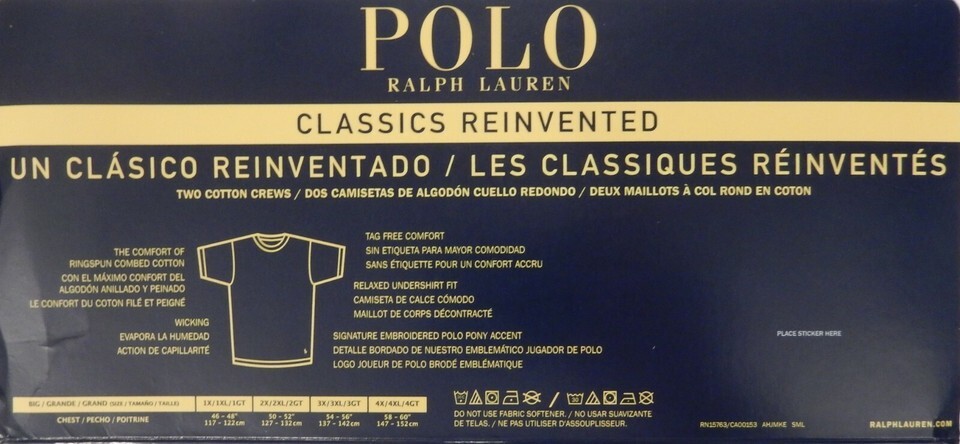 POLO
RALPH LAUREN
CLASSICS REINVENTED
UN CLÁSICO REINVENTADO / LES CLASSIQUES RÉINVENTÉS
TWO COTTON CREWS / DOS CAMISETAS DE ALGODÓN CUELLO REDONDO / DEUX MAILLOTS À COL ROND EN COTON
THE COMFORT OF
RINGSPUN COMBED COTTON
CON EL MÁXIMO CONFORT DEL
ALGODÓN ANILLADO Y PEINADO
LE CONFORT DU COTON FILÉ ET PEIGNÉ
WICKING
EVAPORA LA HUMEDAD
ACTION DE CAPILLARITÉ
TAG FREE COMFORT
SIN ETIQUETA PARA MAYOR COMODIDAD
SANS ÉTIQUETTE POUR UN CONFORT ACCRU
RELAXED UNDERSHIRT FIT
CAMISETA DE CALCE CÓMODO
MAILLOT DE CORPS DÉCONTRACTÉ
SIGNATURE EMBROIDERED POLO PONY ACCENT
DETALLE BORDADO DE NUESTRO EMBLEMÁTICO JUGADOR DE POLO
LOGO JOUEUR DE POLO BRODÉ EMBLÉMATIQUE
PLACE STICKER HERE
BIG / GRANDE / GRAND (SIZE / TAMAÑO / TAILLE) 1X/1XL/1GT 2X/2XL/2GT 3X/3XL/3GT 4X/4XL/4GT
CHEST / PECHO / POITRINE 46 - 48" 50 - 52" 54 - 56" 58 - 60"
117 - 122cm 127 - 132cm 137 - 142cm 147 - 152cm
DO NOT USE FABRIC SOFTENER. / NO USAR SUAVIZANTE
DE TELAS. / NE PAS UTILISER D'ASSOUPLISSEUR.
RN15763/CA00153 AHJMKE SML
RALPHLAUREN.COM